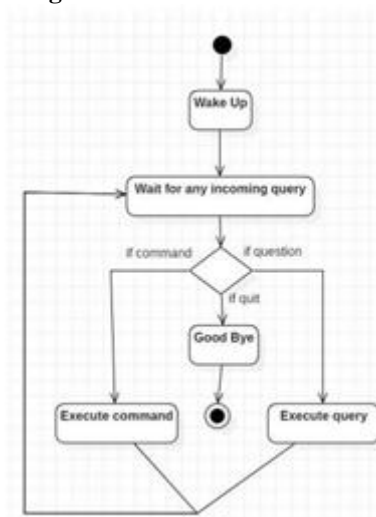 Wake Up
Wait for any incoming query
if command
if question
if quit
Good Bye
Execute command
Execute query